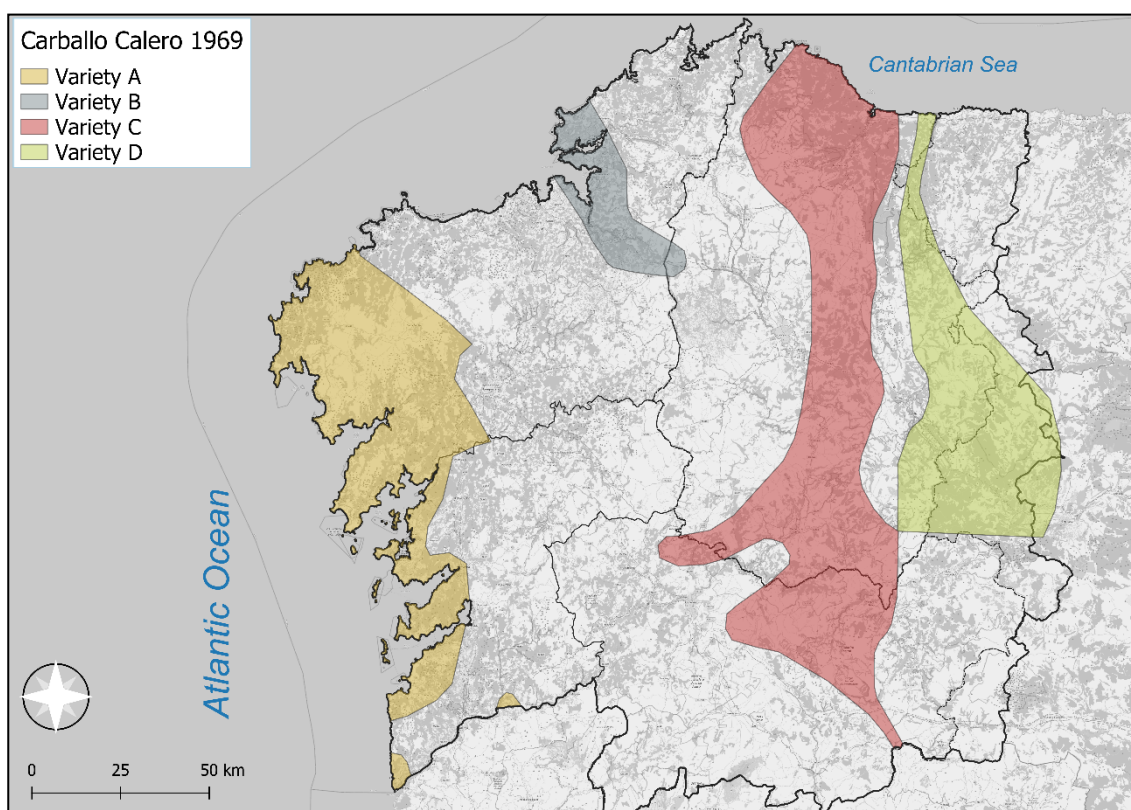 Carballo Calero 1969
Variety A
Variety B
Variety C
Variety D
Cantabrian Sea
Atlantic Ocean
0 25 50 km